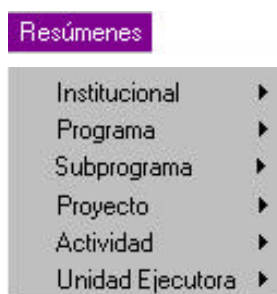 Resúmenes
Institucional
Programa
Subprograma
Proyecto
Actividad
Unidad Ejecutora